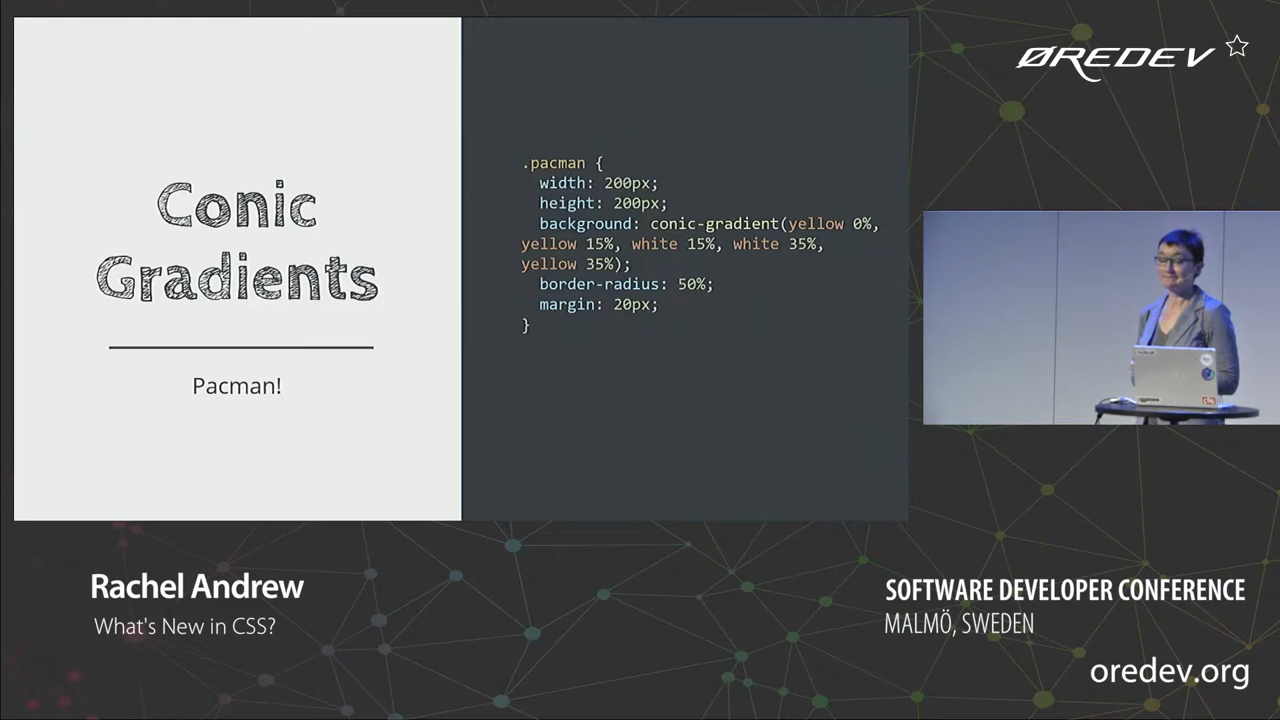 Conic
Gradients
Pacman!
.pacman {
width: 200px;
height: 200px;
background: conic-gradient(yellow 0%,
yellow 15%, white 15%, white 35%,
yellow 35%);
border-radius: 50%;
margin: 20px;
}
ØREDEV
Rachel Andrew
What's New in CSS?
SOFTWARE DEVELOPER CONFERENCE
MALMÖ, SWEDEN
oredev.org